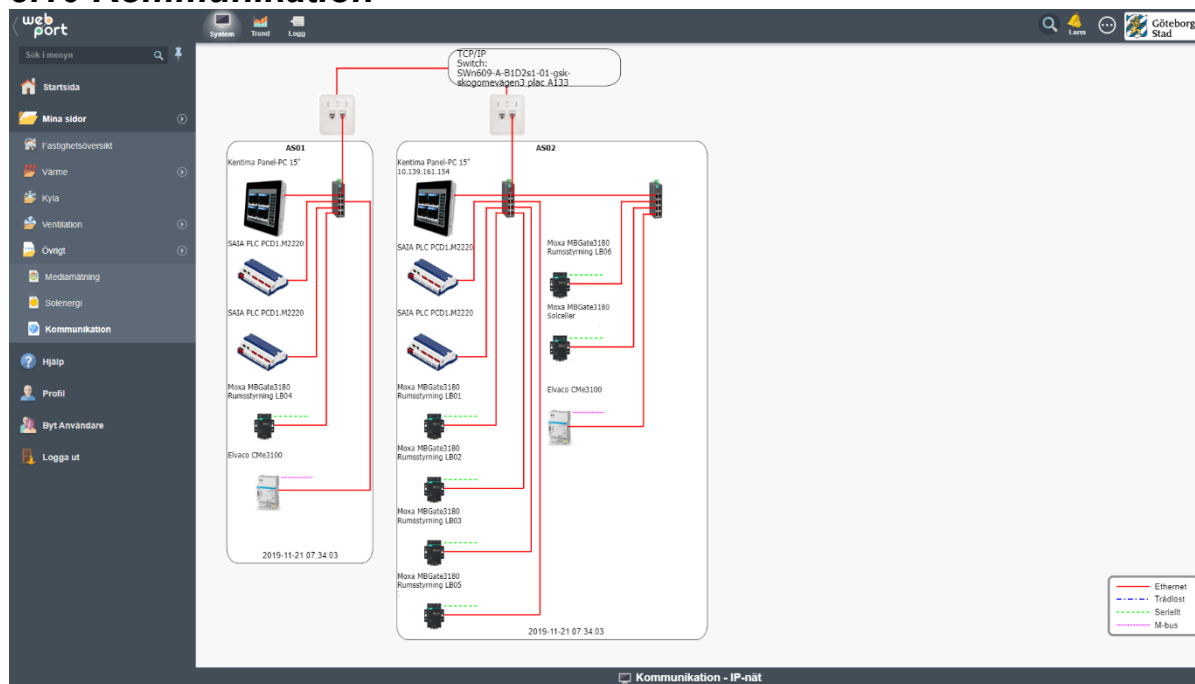 web
port
System
Trend
Logg
Larm
Göteborg
Stad
Sök i menyn
Startsida
Mina sidor
Fastighetsöversikt
Värme
Kyla
Ventilation
Övrigt
Mediamätning
Solenergi
Kommunikation
Hjälp
Profil
Byt Användare
Logga ut
TCP/IP
Switch:
SWn609-A-B1D2s1-01-gsk-
skogomevägen3 plac A133
AS01
Kentima Panel-PC 15"
SAIA PLC PCD1.M2220
SAIA PLC PCD1.M2220
Moxa MBGate3180
Rumsstyrning LB04
Elvaco CMe3100
2019-11-21 07:34:03
AS02
Kentima Panel-PC 15"
10.139.161.154
SAIA PLC PCD1.M2220
SAIA PLC PCD1.M2220
Moxa MBGate3180
Rumsstyrning LB01
Moxa MBGate3180
Rumsstyrning LB02
Moxa MBGate3180
Rumsstyrning LB03
Moxa MBGate3180
Rumsstyrning LB05
Moxa MBGate3180
Rumsstyrning LB06
Moxa MBGate3180
Solceller
Elvaco CMe3100
2019-11-21 07:34:03
Ethernet
Trådlöst
Seriellt
M-bus
Kommunikation - IP-nät